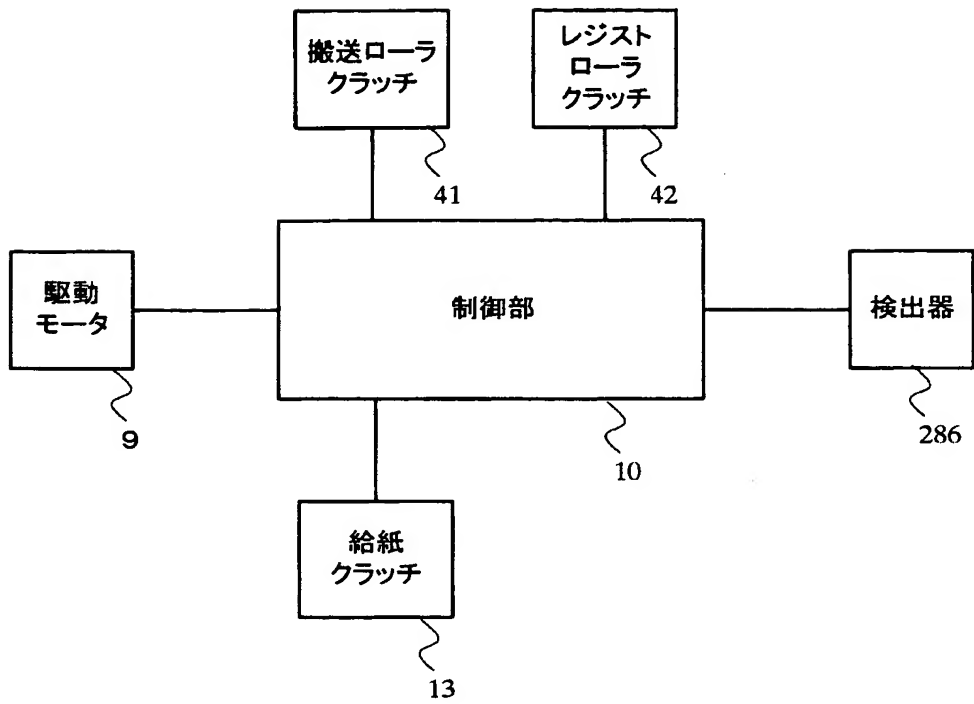 搬送ローラ
クラッチ
41
レジスト
ローラ
クラッチ
42
駆動
モータ
9
制御部
10
検出器
286
給紙
クラッチ
13